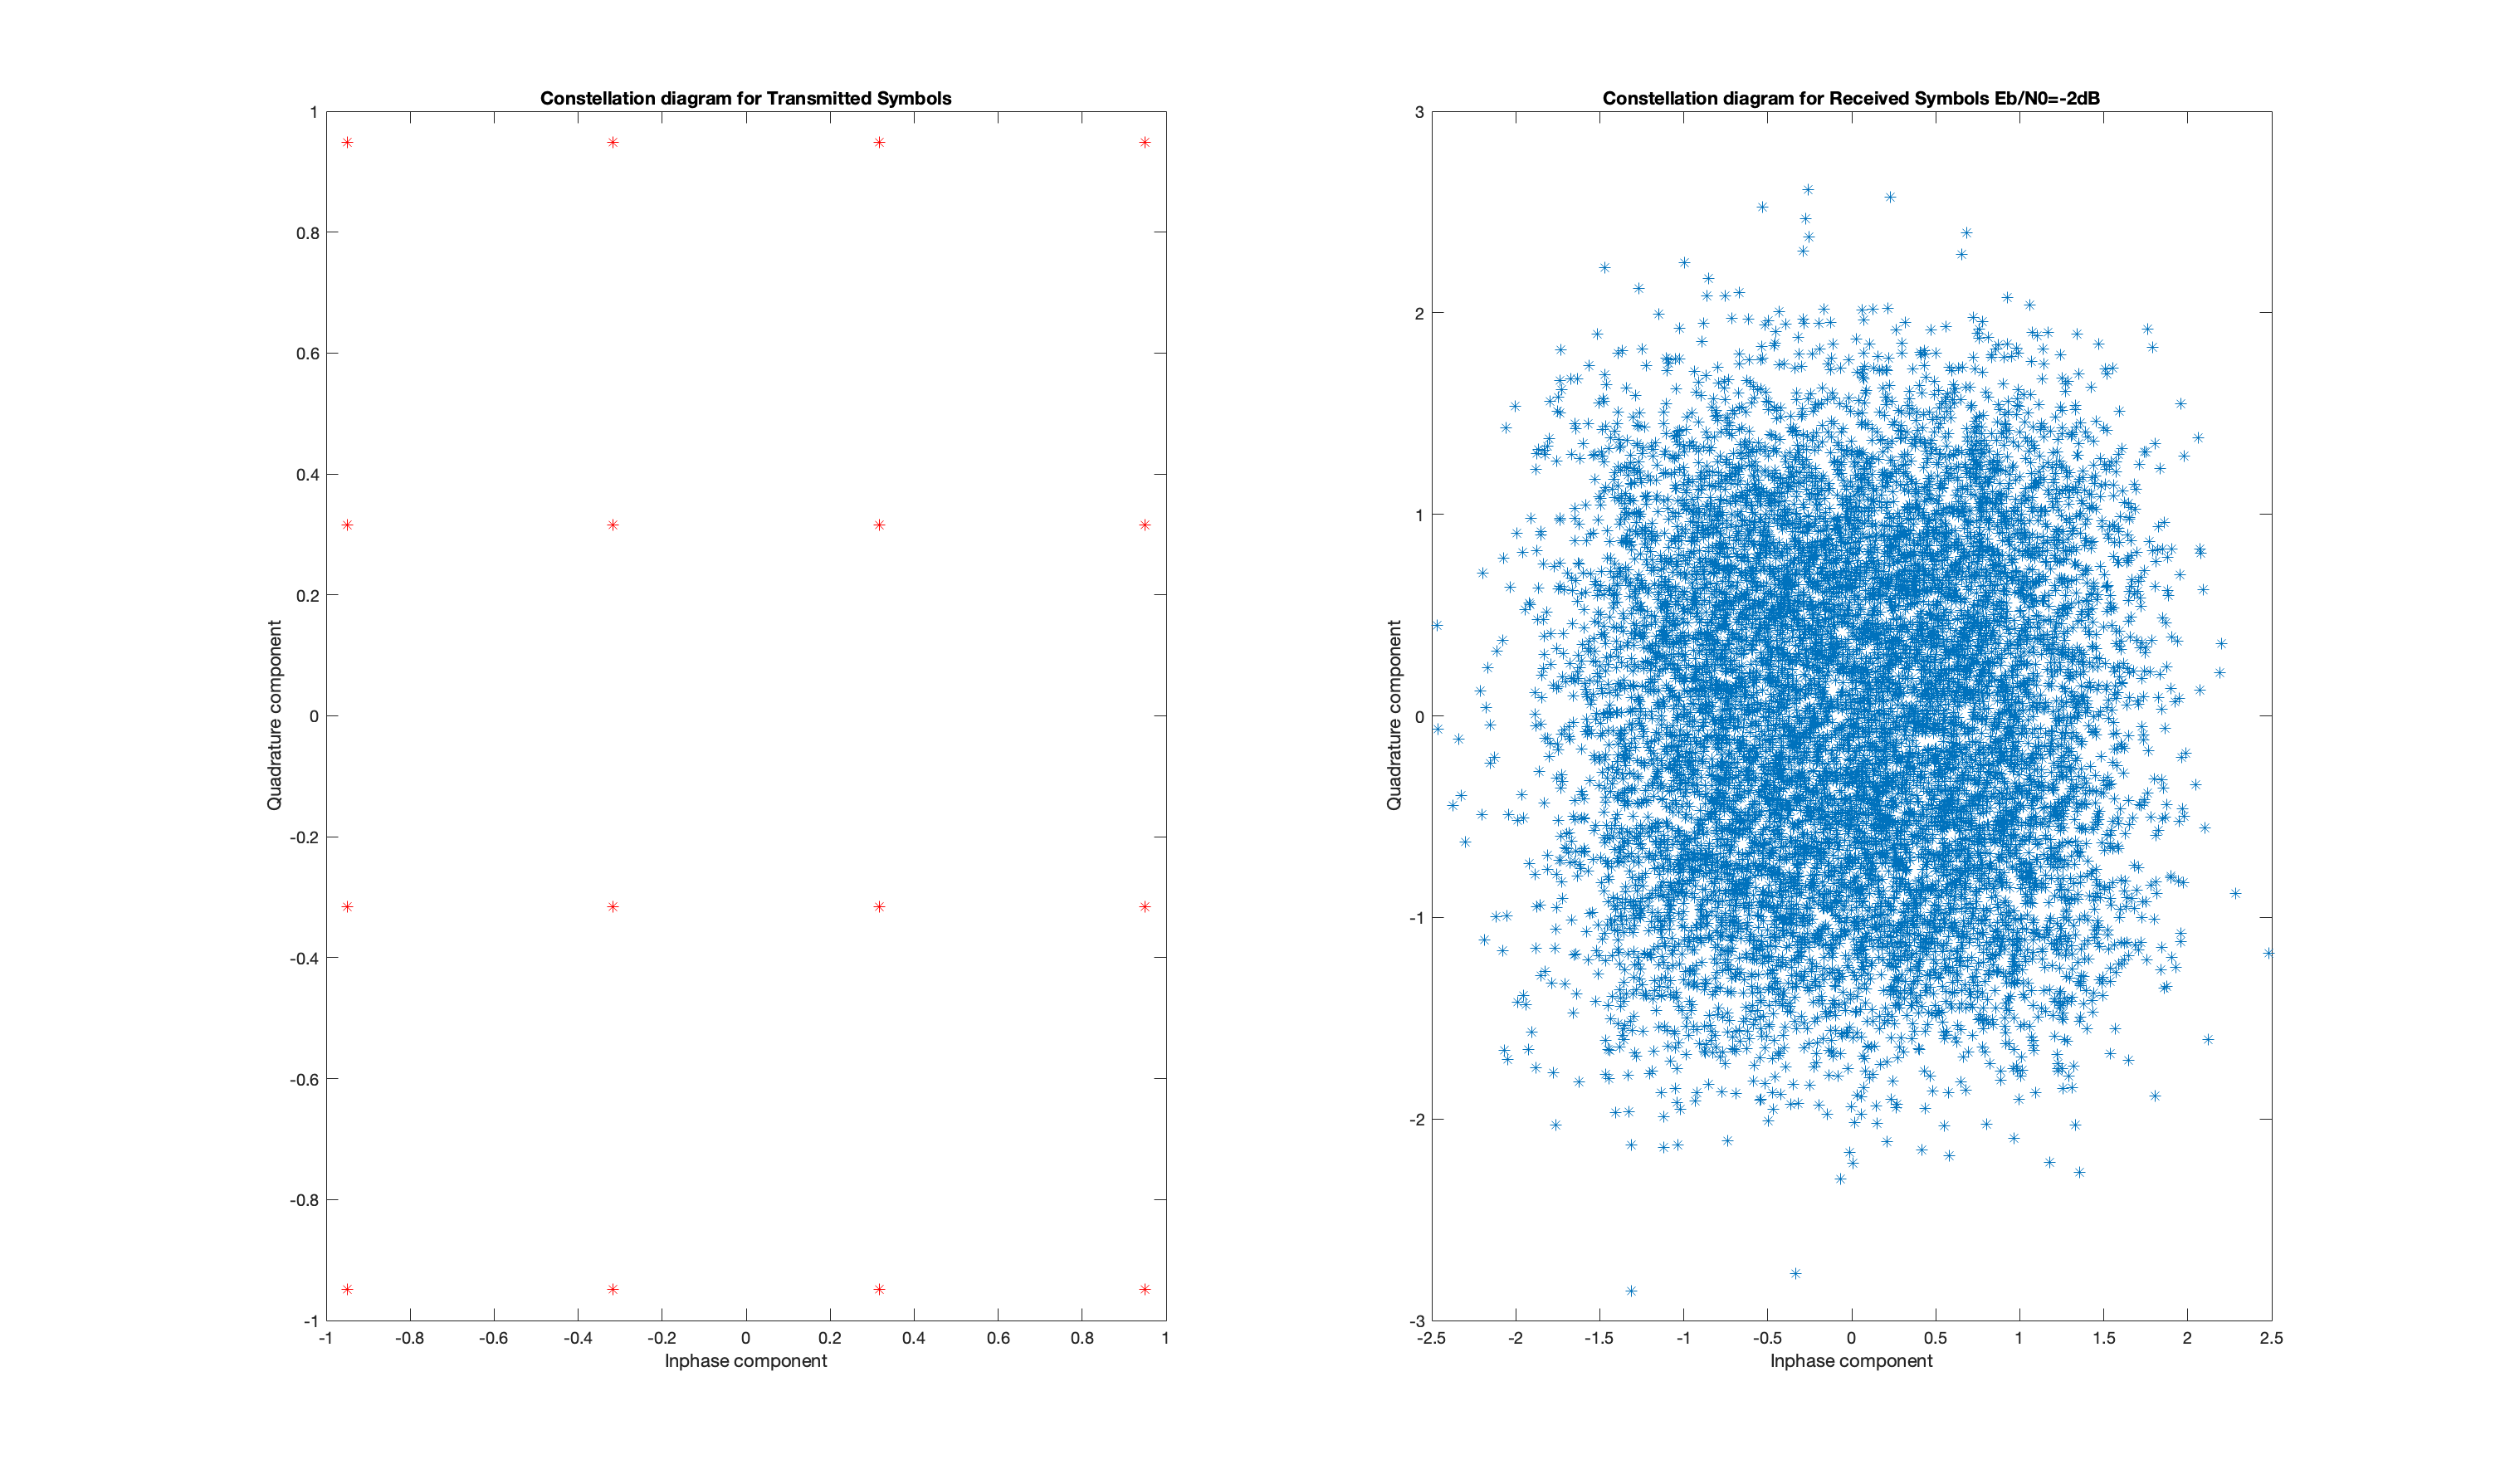 Constellation diagram for Transmitted Symbols
1
0.8
0.6
0.4
0.2
0
-0.2
-0.4
-0.6
-0.8
-1
Quadrature component
-1 -0.8 -0.6 -0.4 -0.2 0 0.2 0.4 0.6 0.8 1
Inphase component
Constellation diagram for Received Symbols Eb/N0=-2dB
3
2
1
0
-1
-2
-3
Quadrature component
-2.5 -2 -1.5 -1 -0.5 0 0.5 1 1.5 2 2.5
Inphase component